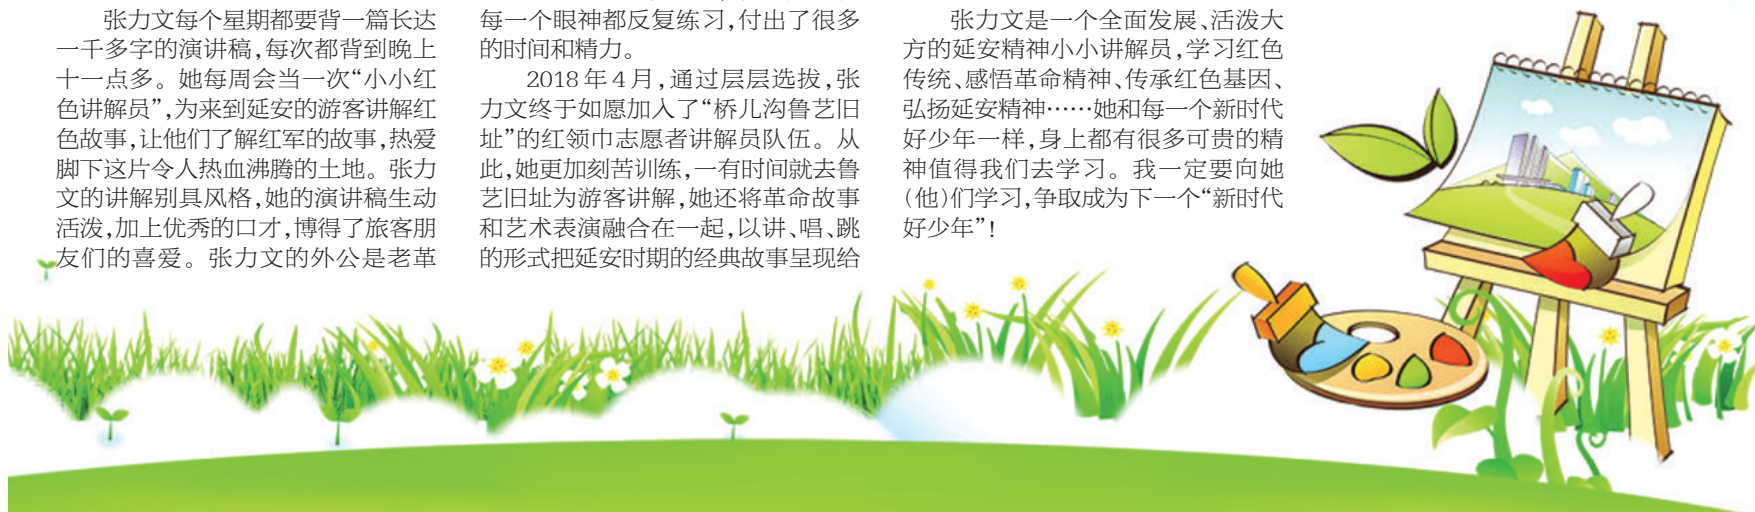 张力文每个星期都要背一篇长达
一千多字的演讲稿，每次都背到晚上
十一点多。她每周会当一次“小小红
色讲解员”，为来到延安的游客讲解红
色故事，让他们了解红军的故事，热爱
脚下这片令人热血沸腾的土地。张力
文的讲解别具风格，她的演讲稿生动
活泼，加上优秀的口才，博得了旅客朋
友们的喜爱。张力文的外公是老革
每一个眼神都反复练习，付出了很多
的时间和精力。
2018年4月，通过层层选拔，张
力文终于如愿加入了“桥儿沟鲁艺旧
址”的红领巾志愿者讲解员队伍。从
此，她更加刻苦训练，一有时间就去鲁
艺旧址为游客讲解，她还将革命故事
和艺术表演融合在一起，以讲、唱、跳
的形式把延安时期的经典故事呈现给
张力文是一个全面发展、活泼大
方的延安精神小小讲解员，学习红色
传统、感悟革命精神、传承红色基因、
弘扬延安精神……她和每一个新时代
好少年一样，身上都有很多可贵的精
神值得我们去学习。我一定要向她
（他）们学习，争取成为下一个“新时代
好少年”！